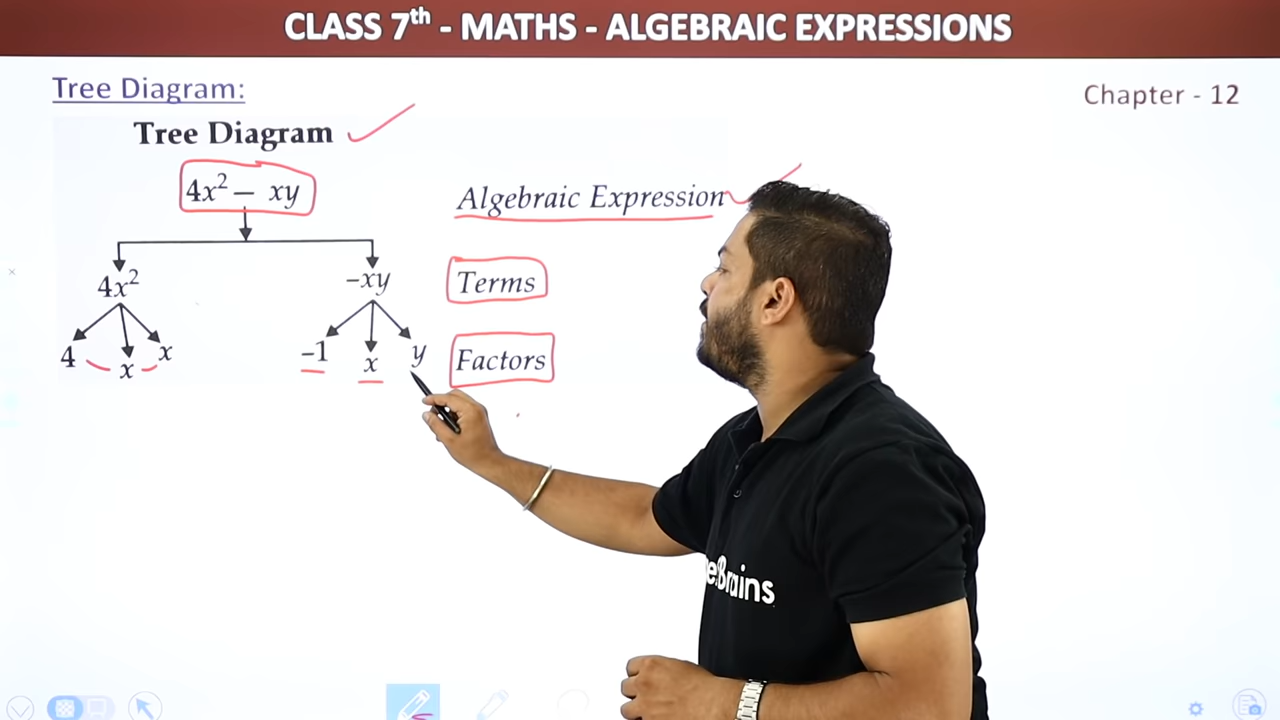 CLASS 7th - MATHS - ALGEBRAIC EXPRESSIONS
Tree Diagram:
Chapter - 12
Tree Diagram
4x² – xy
Algebraic Expression
4x²
–xy
Terms
4
x
x
–1
x
y
Factors
Brains